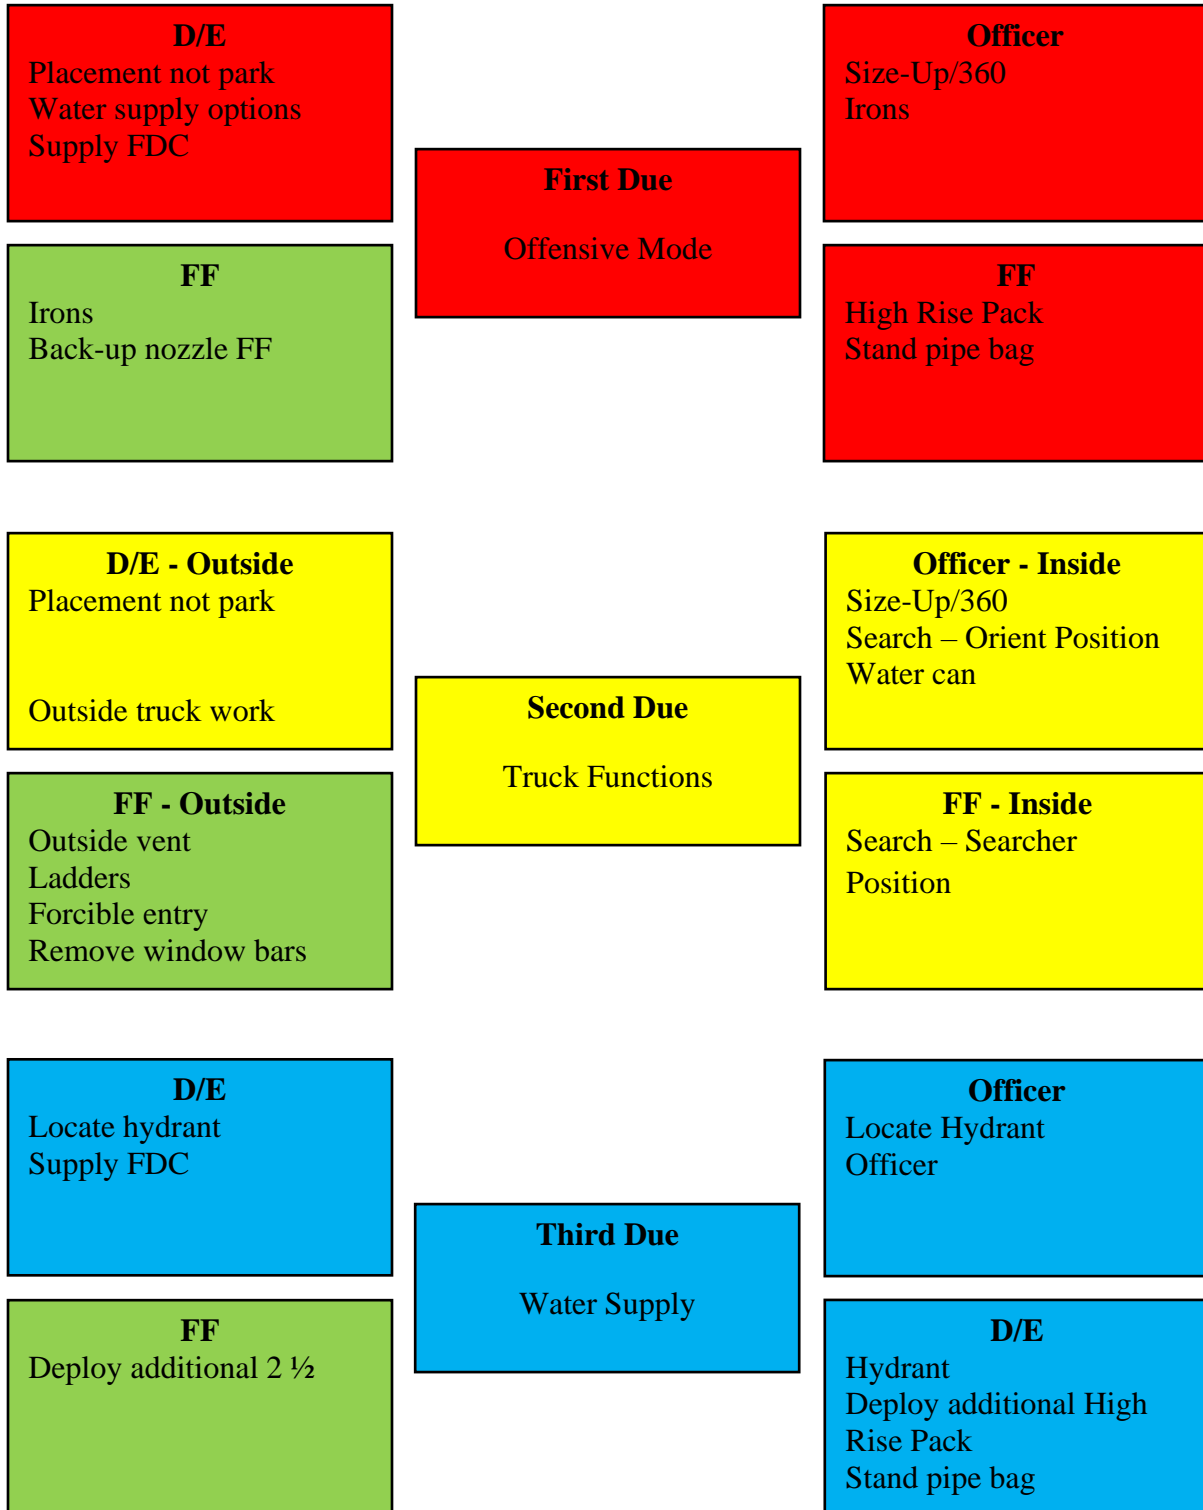 D/E
Placement not park
Water supply options
Supply FDC
Officer
Size-Up/360
Irons
First Due
Offensive Mode
FF
Irons
Back-up nozzle FF
FF
High Rise Pack
Stand pipe bag
D/E - Outside
Placement not park
Outside truck work
Officer - Inside
Size-Up/360
Search – Orient Position
Water can
Second Due
Truck Functions
FF - Outside
Outside vent
Ladders
Forcible entry
Remove window bars
FF - Inside
Search – Searcher
Position
D/E
Locate hydrant
Supply FDC
Officer
Locate Hydrant
Officer
Third Due
Water Supply
FF
Deploy additional 2 ½
D/E
Hydrant
Deploy additional High
Rise Pack
Stand pipe bag